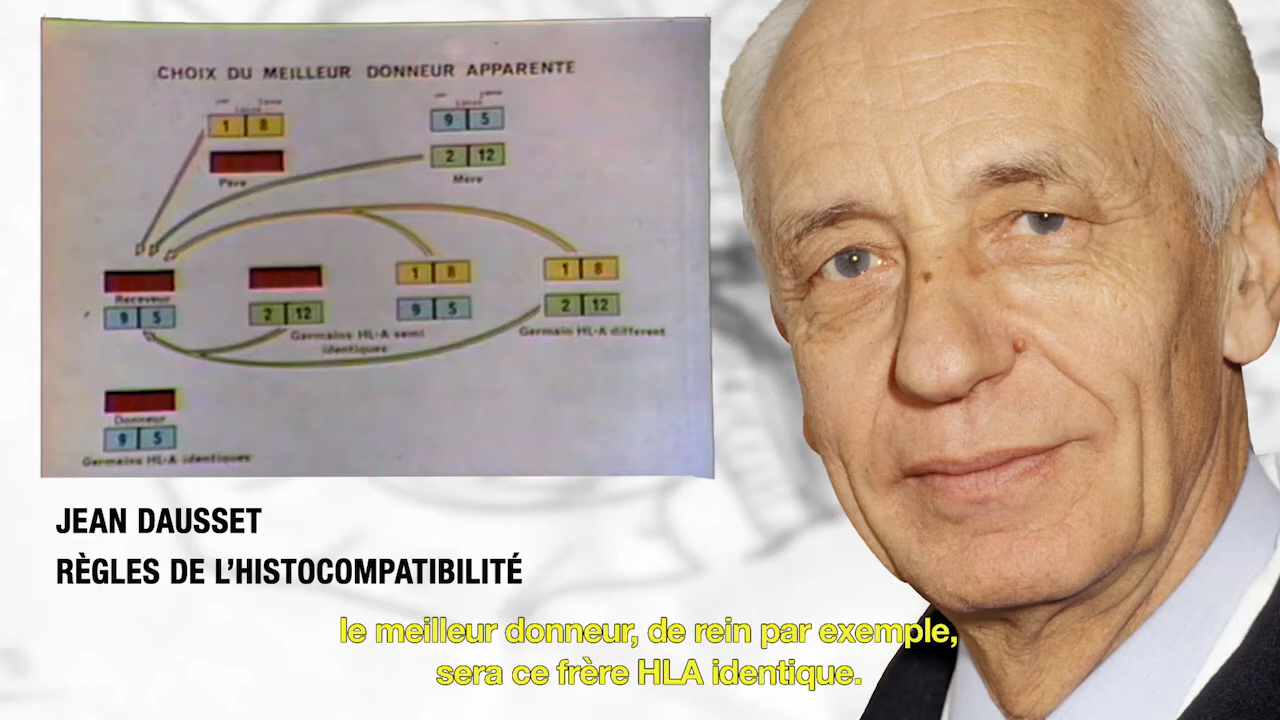 CHOIX DU MEILLEUR DONNEUR APPARENTE
1 8
Père
9 5
2 12
Mère
Receveur
9 5
2 12
1 8
9 5
1 8
2 12
Germains HL-A semi
identiques
Germain HL-A different
Donneur
9 5
Germains HL-A identiques
JEAN DAUSSET
RÈGLES DE L'HISTOCOMPATIBILITÉ
le meilleur donneur, de rein par exemple,
sera ce frère HLA identique.